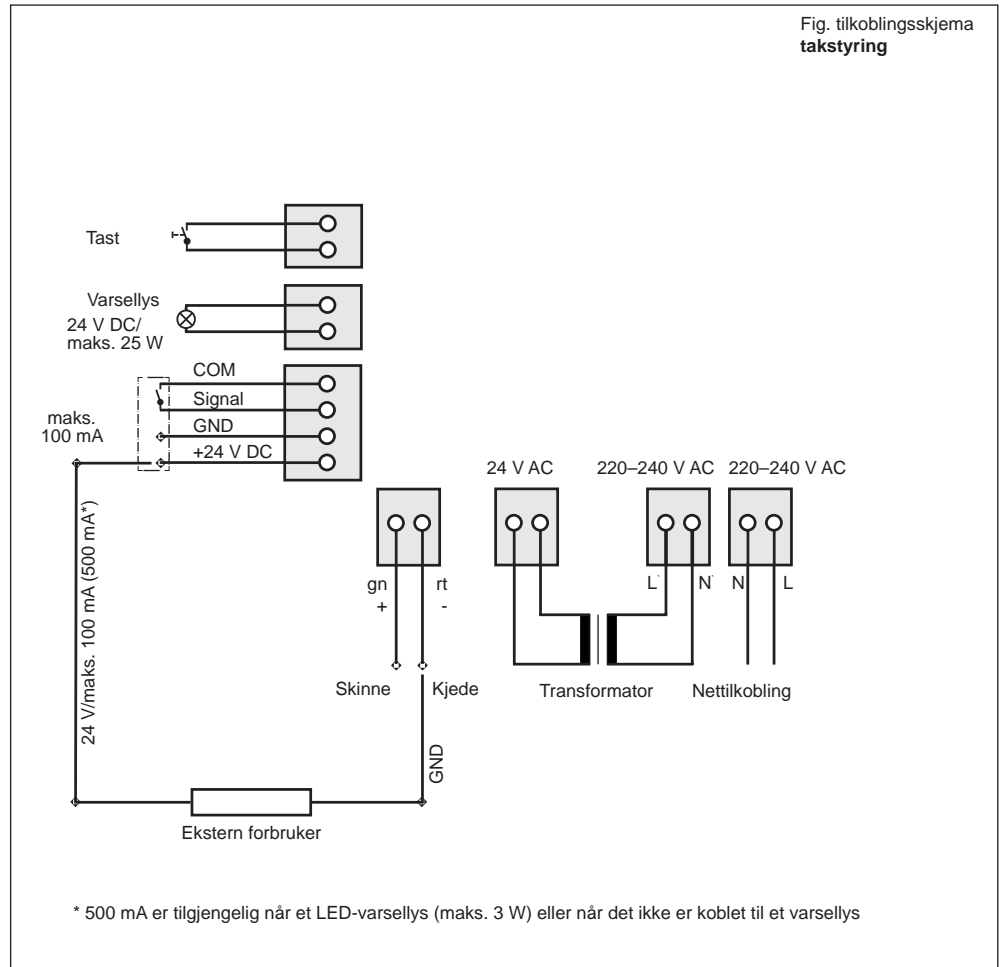 Fig. tilkoblingsskjema
takstyring
Tast
Varsellys
24 V DC/
maks. 25 W
COM
Signal
GND
+24 V DC
maks.
100 mA
24 V/maks. 100 mA (500 mA*)
24 V AC
220–240 V AC
220–240 V AC
gn
+
rt
-
L`
N`
N
L
Skinne
Kjede
Transformator
Nettilkobling
GND
Ekstern forbruker
* 500 mA er tilgjengelig når et LED-varsellys (maks. 3 W) eller når det ikke er koblet til et varsellys